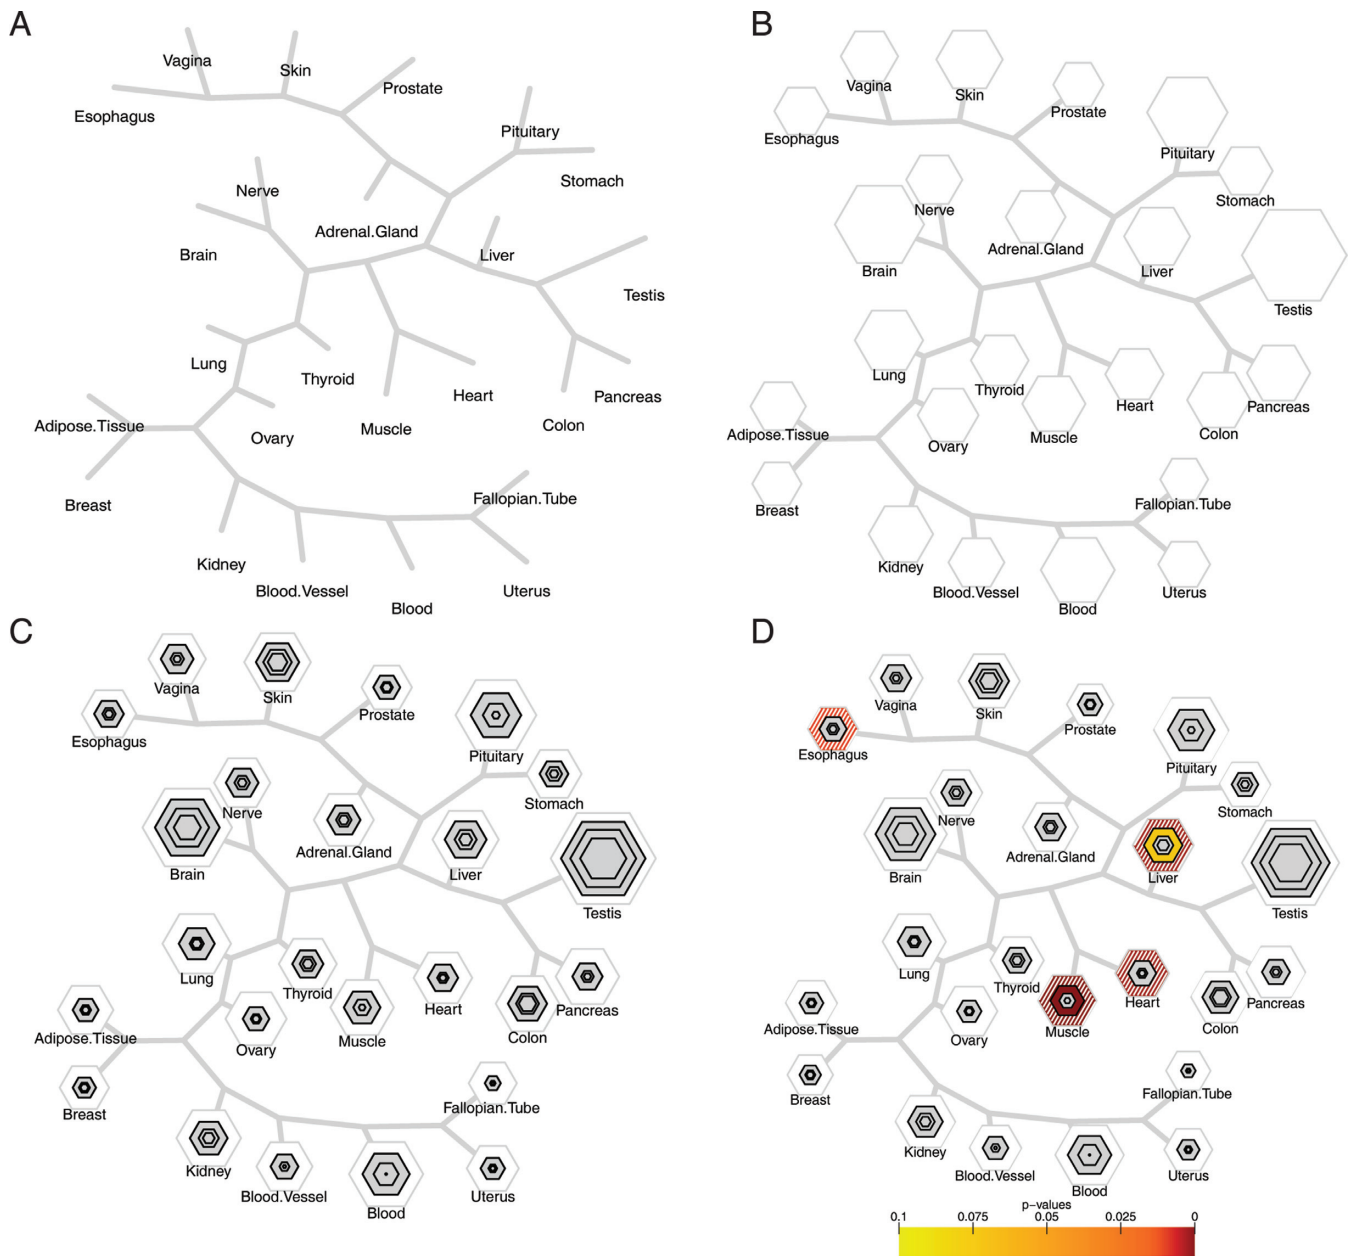 A
Vagina
Skin
Prostate
Esophagus
Pituitary
Stomach
Nerve
Adrenal.Gland
Brain
Liver
Testis
Lung
Thyroid
Heart
Pancreas
Adipose.Tissue
Ovary
Muscle
Colon
Breast
Fallopian.Tube
Kidney
Blood.Vessel
Blood
Uterus
B
Vagina
Skin
Prostate
Esophagus
Pituitary
Stomach
Nerve
Adrenal.Gland
Brain
Liver
Testis
Lung
Thyroid
Heart
Pancreas
Adipose.Tissue
Ovary
Muscle
Colon
Breast
Fallopian.Tube
Kidney
Blood.Vessel
Blood
Uterus
C
Vagina
Skin
Prostate
Esophagus
Pituitary
Stomach
Nerve
Adrenal.Gland
Brain
Liver
Testis
Lung
Thyroid
Heart
Pancreas
Adipose.Tissue
Ovary
Muscle
Colon
Breast
Fallopian.Tube
Kidney
Blood.Vessel
Blood
Uterus
D
Vagina
Skin
Prostate
Esophagus
Pituitary
Stomach
Nerve
Adrenal.Gland
Brain
Liver
Testis
Lung
Thyroid
Heart
Pancreas
Adipose.Tissue
Ovary
Muscle
Colon
Breast
Fallopian.Tube
Kidney
Blood.Vessel
Blood
Uterus
p−values
0.1 0.075 0.05 0.025 0